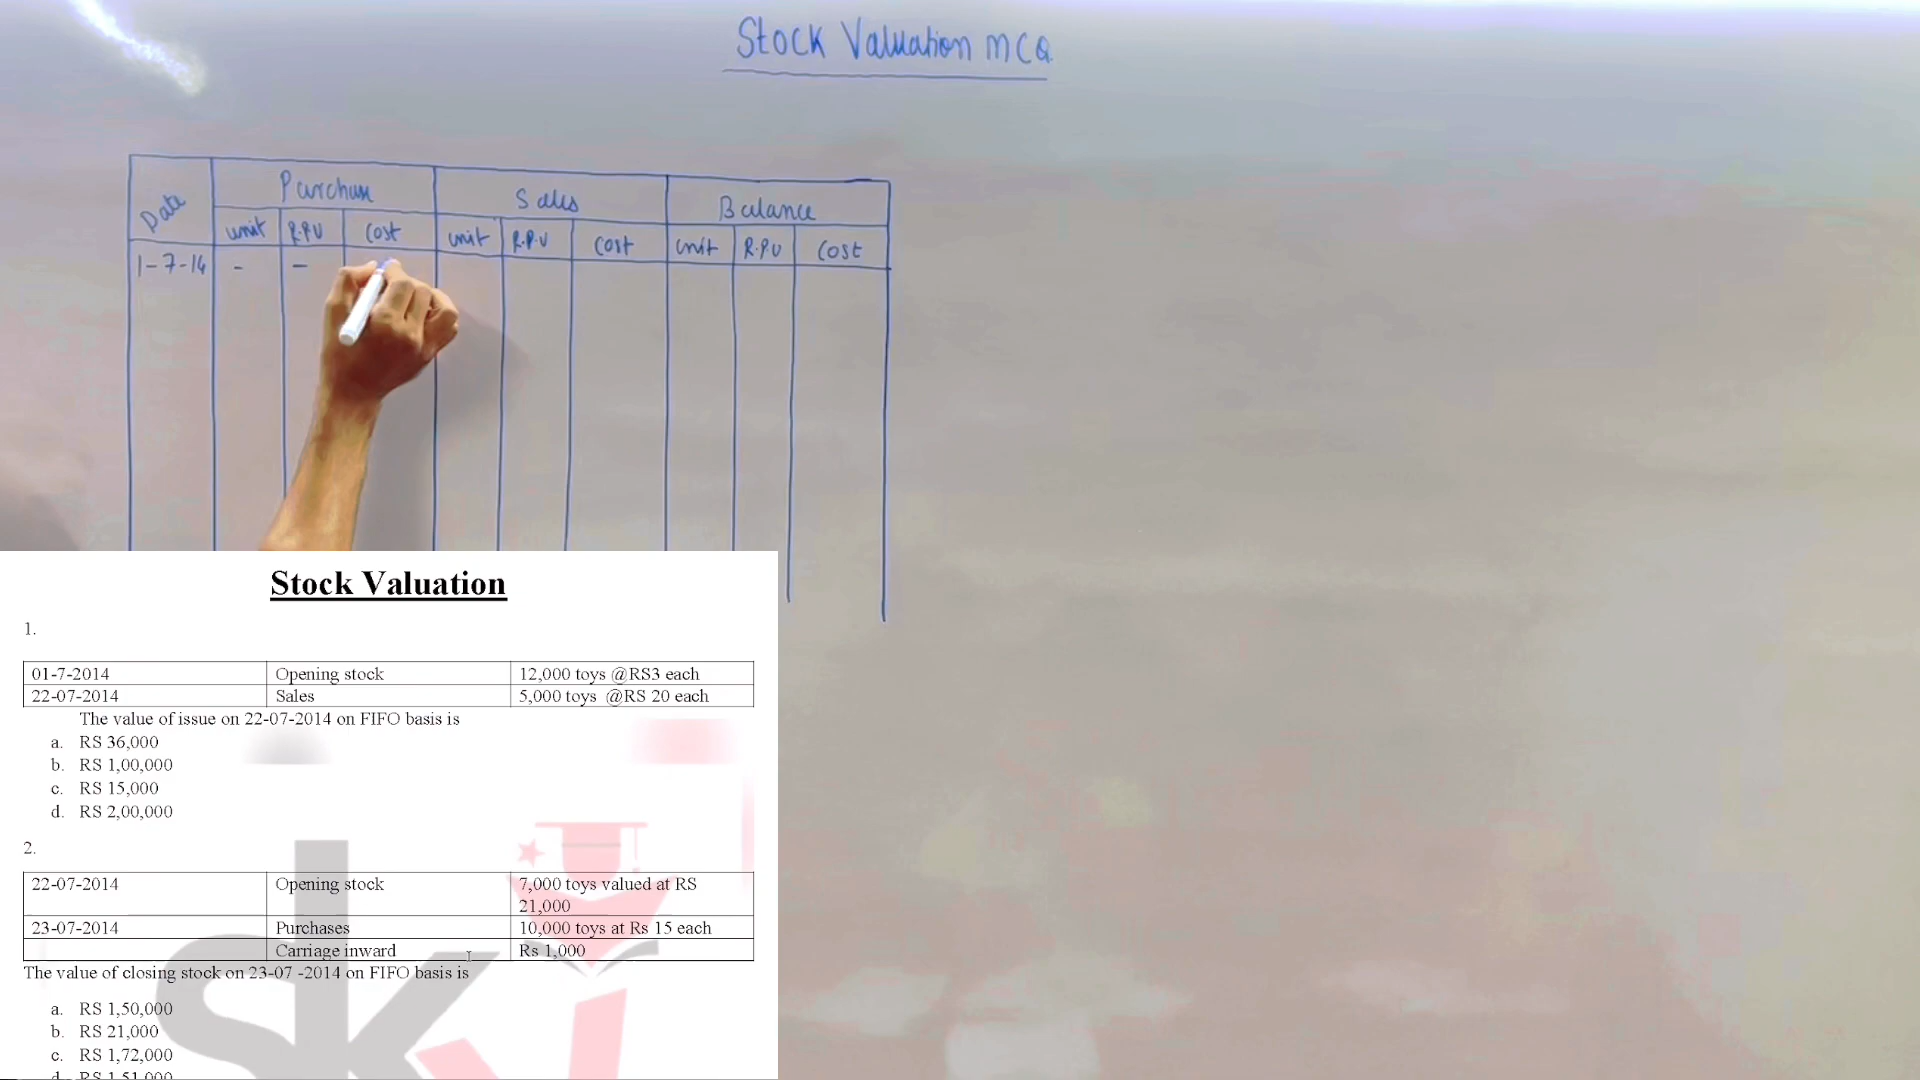 Stock Valuation MCQ
Date Purchase Sales Balance
unit R.P.U Cost unit R.P.U Cost unit R.P.U Cost
1-7-14 - -
Stock Valuation
1.
01-7-2014 Opening stock 12,000 toys @RS3 each
22-07-2014 Sales 5,000 toys @RS 20 each
The value of issue on 22-07-2014 on FIFO basis is
a. RS 36,000
b. RS 1,00,000
c. RS 15,000
d. RS 2,00,000
2.
22-07-2014 Opening stock 7,000 toys valued at RS
21,000
23-07-2014 Purchases 10,000 toys at Rs 15 each
Carriage inward Rs 1,000
The value of closing stock on 23-07 -2014 on FIFO basis is
a. RS 1,50,000
b. RS 21,000
c. RS 1,72,000
d. RS 1,51,000